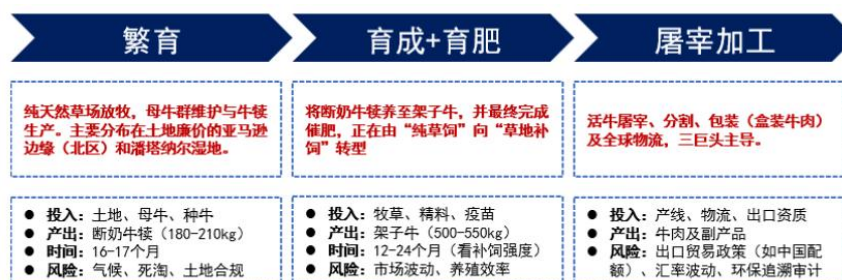 繁育
育成+育肥
屠宰加工
纯天然草场放牧，母牛群维护与牛犊
生产。主要分布在土地廉价的亚马逊
边缘（北区）和潘塔纳尔湿地。
将断奶牛犊养至架子牛，并最终完成
催肥，正在由“纯草饲”向“草地补
饲”转型
活牛屠宰、分割、包装（盒装牛肉）
及全球物流，三巨头主导。
● 投入：土地、母牛、种牛
● 产出：断奶牛犊（180-210kg）
● 时间：16-17个月
● 风险：气候、死淘、土地合规
● 投入：牧草、精料、疫苗
● 产出：架子牛（500-550kg）
● 时间：12-24个月（看补饲强度）
● 风险：市场波动、养殖效率
● 投入：产线、物流、出口资质
● 产出：牛肉及副产品
● 风险：出口贸易政策（如中国配
额）、汇率波动、环保追溯审计